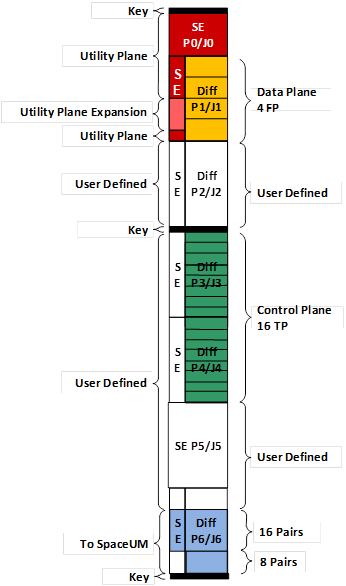 Key
SE
P0/J0
Utility Plane
S
E
Diff
P1/J1
Data Plane
4 FP
Utility Plane Expansion
Utility Plane
User Defined
S
E
Diff
P2/J2
User Defined
Key
S
E
Diff
P3/J3
Control Plane
16 TP
S
E
Diff
P4/J4
User Defined
SE P5/J5
User Defined
To SpaceUM
S
E
Diff
P6/J6
16 Pairs
8 Pairs
Key